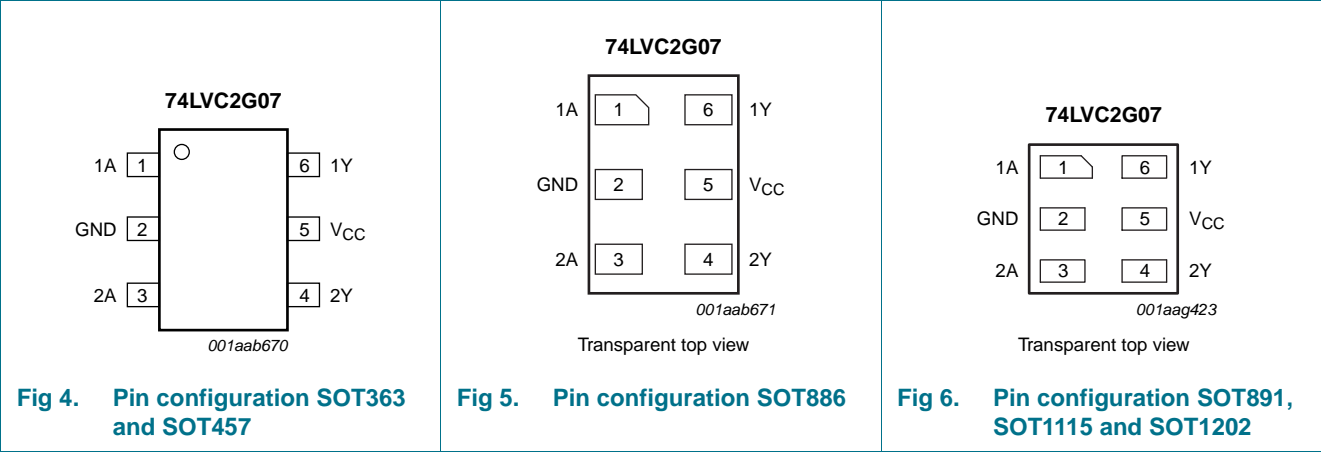 74LVC2G07
1A 1 6 1Y
GND 2 5 VCC
2A 3 4 2Y
001aab670
Fig 4. Pin configuration SOT363
and SOT457
74LVC2G07
1A 1 6 1Y
GND 2 5 VCC
2A 3 4 2Y
001aab671
Transparent top view
Fig 5. Pin configuration SOT886
74LVC2G07
1A 1 6 1Y
GND 2 5 VCC
2A 3 4 2Y
001aag423
Transparent top view
Fig 6. Pin configuration SOT891,
SOT1115 and SOT1202